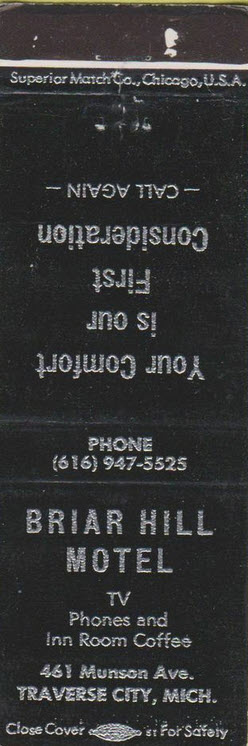 Superior Match Co., Chicago, U.S.A.
Your Comfort
is our
First
Consideration
— CALL AGAIN —
PHONE
(616) 947-5525
BRIAR HILL
MOTEL
TV
Phones and
Inn Room Coffee
461 Munson Ave.
TRAVERSE CITY, MICH.
Close Cover For Safety